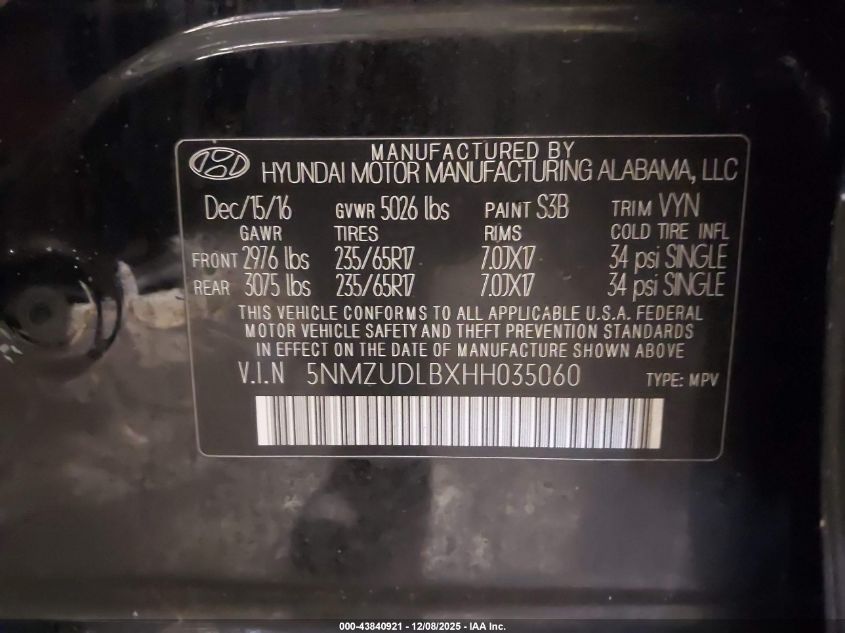 MANUFACTURED BY
HYUNDAI MOTOR MANUFACTURING ALABAMA, LLC
Dec/15/16 GVWR 5026 lbs PAINT S3B TRIM VYN
GAWR TIRES RIMS COLD TIRE INFL
FRONT 2976 lbs 235/65R17 7.0JX17 34 psi SINGLE
REAR 3075 lbs 235/65R17 7.0JX17 34 psi SINGLE
THIS VEHICLE CONFORMS TO ALL APPLICABLE U.S.A. FEDERAL
MOTOR VEHICLE SAFETY AND THEFT PREVENTION STANDARDS
IN EFFECT ON THE DATE OF MANUFACTURE SHOWN ABOVE
V.I.N 5NMZUDLBXHH035060 TYPE: MPV
000-43840921 - 12/08/2025 - IAA Inc.